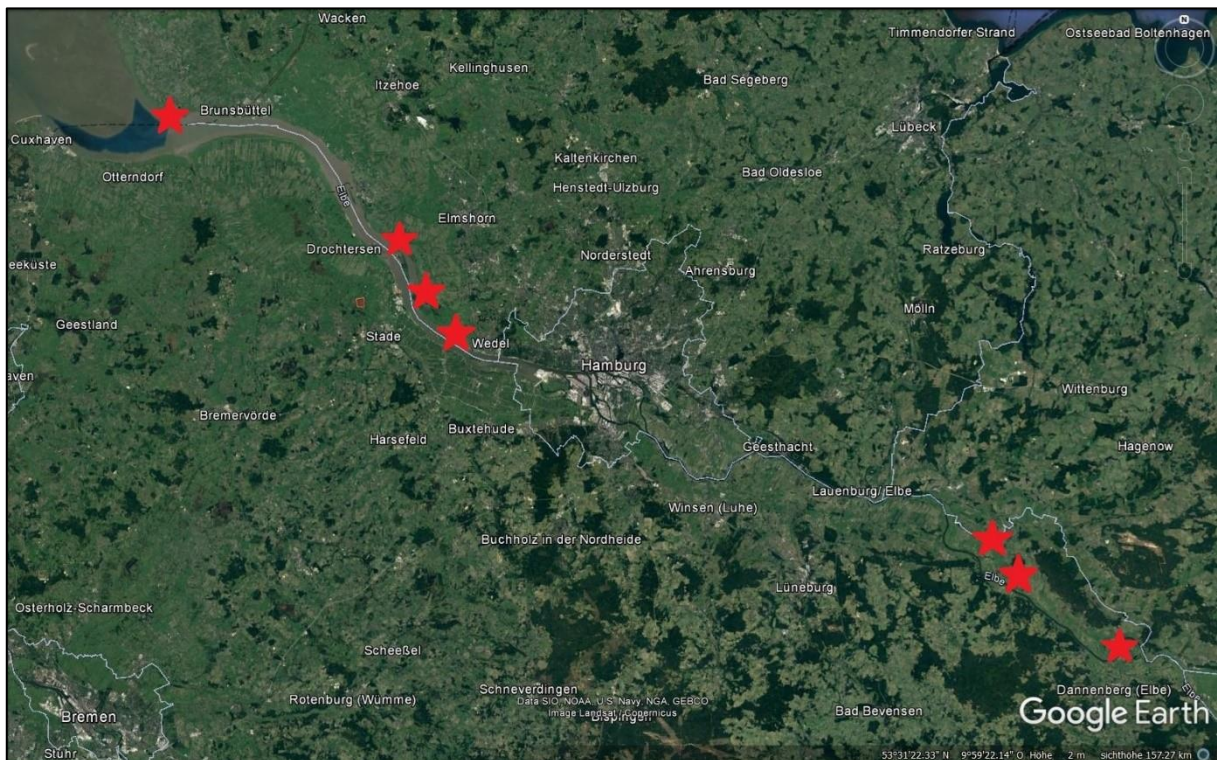 Wacken
Timmendorfer Strand
Ostseebad Boltenhagen
N
Kellinghusen
Itzehoe
Bad Segeberg
Brunsbüttel
Lübeck
Cuxhaven
Kaltenkirchen
Otterndorf
Bad Oldesloe
Henstedt-Ulzburg
Elbe
Elmshorn
Drochtersen
Norderstedt
Ratzeburg
eeküste
Ahrensburg
Mölln
Geestland
Stade
Wedel
Hamburg
aven
Wittenburg
Bremervörde
Buxtehude
Harsefeld
Geesthacht
Hagenow
Lauenburg/ Elbe
Winsen (Luhe)
Buchholz in der Nordheide
Elbe
Lüneburg
Osterholz-Scharmbeck
Scheeßel
Schneverdingen
Dannenberg (Elbe)
Elbe
Rotenburg (Wümme)
Data SIO, NOAA, U.S. Navy, NGA, GEBCO
Image Landsat / Copernicus
Bispingen
Bad Bevensen
Bremen
Google Earth
Stuhr
53°31'22.33" N 9°59'22.14" O Höhe 2 m sichthöhe 157.27 km